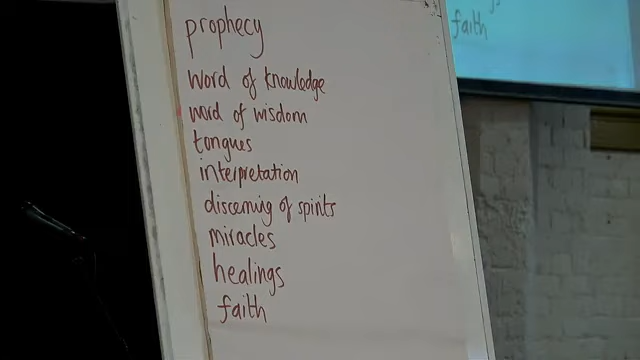 prophecy
word of knowledge
word of wisdom
tongues
interpretation
discerning of spirits
miracles
healings
faith
faith